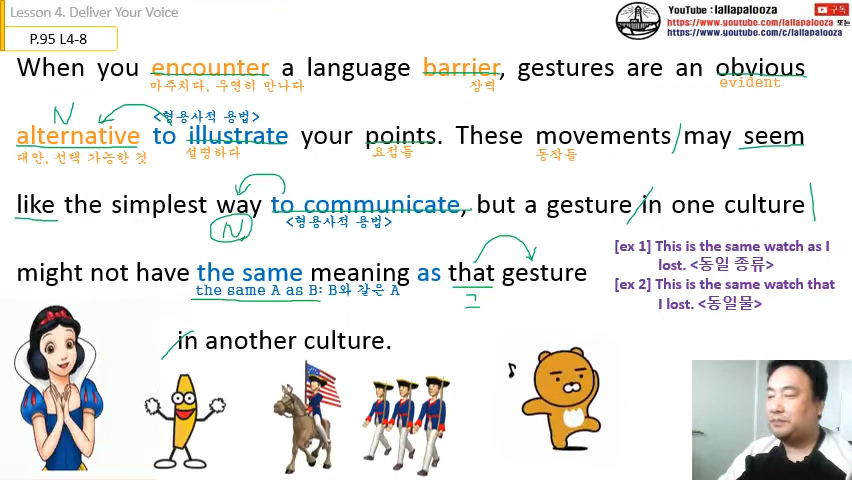 Lesson 4. Deliver Your Voice
P.95 L4-8
YouTube : lallapalooza
구독
https://www.youtube.com/lallapalooza 또는
https://www.youtube.com/c/lallapalooza
When you encounter a language barrier, gestures are an obvious
마주치다, 우연히 만나다 장벽 evident
N <형용사적 용법>
alternative to illustrate your points. These movements may seem
대안, 선택 가능한 것 설명하다 요점들 동작들
like the simplest way to communicate, but a gesture in one culture
N <형용사적 용법>
might not have the same meaning as that gesture
the same A as B: B와 같은 A
그
[ex 1] This is the same watch as I
lost. <동일 종류>
[ex 2] This is the same watch that
I lost. <동일물>
in another culture.